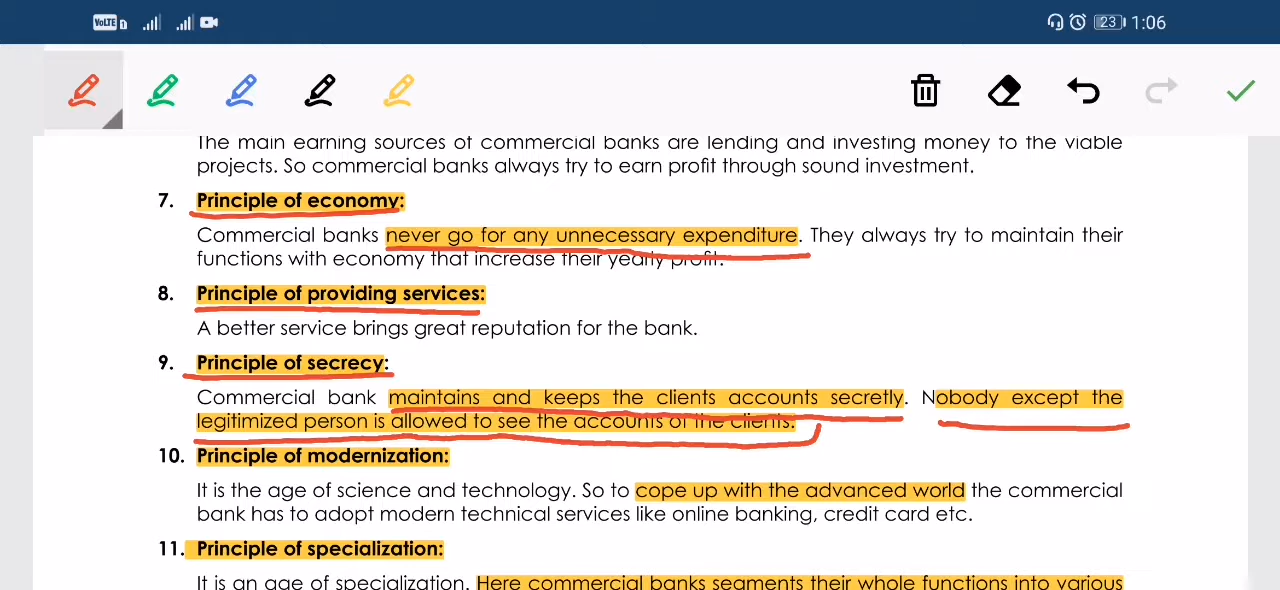 VoLTE 1 23 1:06
The main earning sources of commercial banks are lending and investing money to the viable
projects. So commercial banks always try to earn profit through sound investment.
7. Principle of economy:
Commercial banks never go for any unnecessary expenditure. They always try to maintain their
functions with economy that increase their yearly profit.
8. Principle of providing services:
A better service brings great reputation for the bank.
9. Principle of secrecy:
Commercial bank maintains and keeps the clients accounts secretly. Nobody except the
legitimized person is allowed to see the accounts of the clients.
10. Principle of modernization:
It is the age of science and technology. So to cope up with the advanced world the commercial
bank has to adopt modern technical services like online banking, credit card etc.
11. Principle of specialization:
It is an age of specialization. Here commercial banks segments their whole functions into various